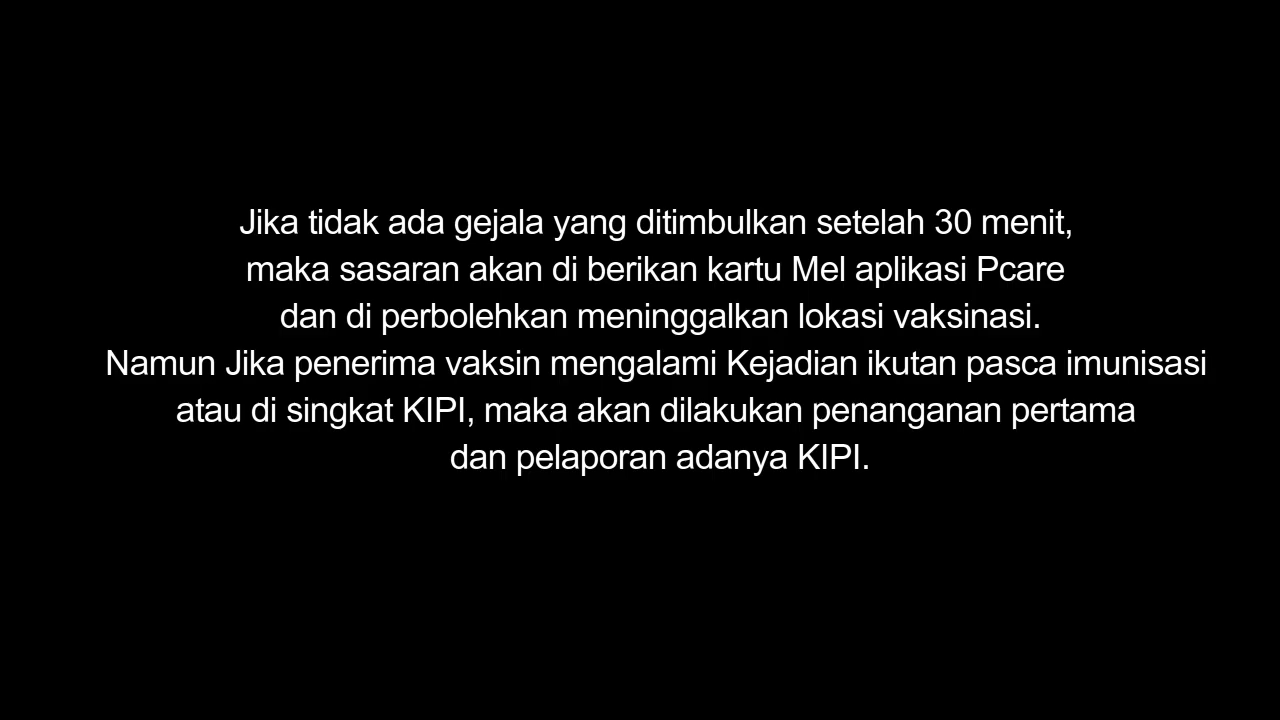 Jika tidak ada gejala yang ditimbulkan setelah 30 menit,
maka sasaran akan di berikan kartu Mel aplikasi Pcare
dan di perbolehkan meninggalkan lokasi vaksinasi.
Namun Jika penerima vaksin mengalami Kejadian ikutan pasca imunisasi
atau di singkat KIPI, maka akan dilakukan penanganan pertama
dan pelaporan adanya KIPI.